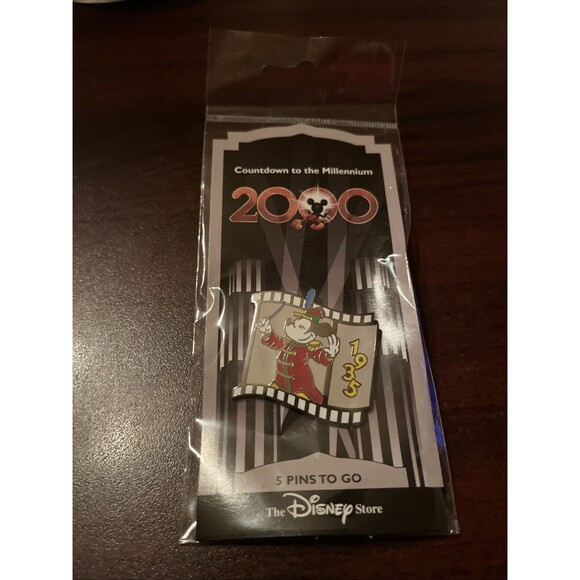 Countdown to the Millennium
2000
1935
5 PINS TO GO
The Disney Store